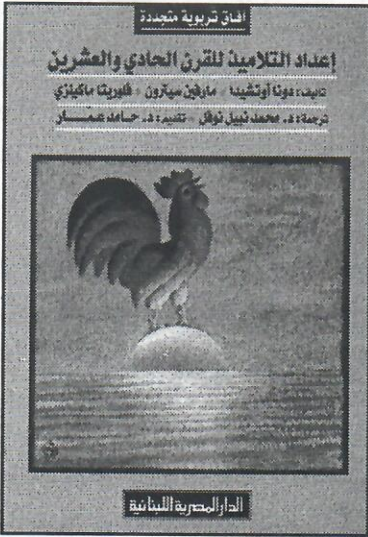 آفاق تربوية متجددة
إعداد التلاميذ للقرن الحادي والعشرين
تأليف: دونا أوتشيدا * مارفين سيترون * فلوريتا ماكينزي
ترجمة: د. محمد نبيل نوفل * تقديم: د. حامد عمار
الدار المصرية اللبنانية